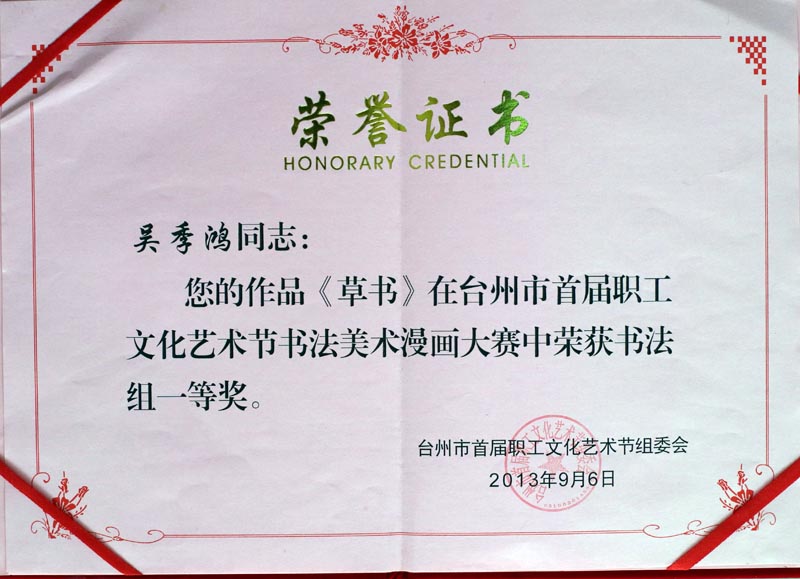 荣誉证书
HONORARY CREDENTIAL
吴季鸿同志：
您的作品《草书》在台州市首届职工
文化艺术节书法美术漫画大赛中荣获书法
组一等奖。
台州市首届职工文化艺术节组委会
2013年9月6日